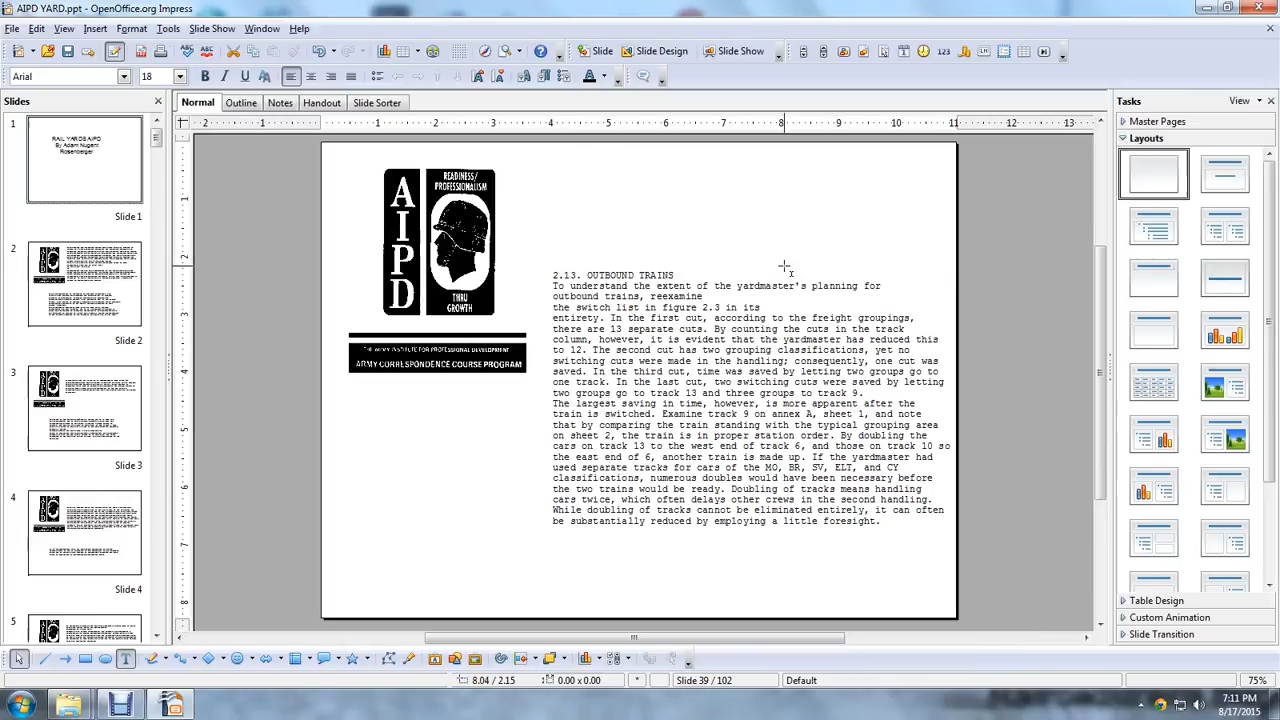 AIPD YARD.ppt - OpenOffice.org Impress
File Edit View Insert Format Tools Slide Show Window Help
Slide Slide Design Slide Show
Arial 18
Slides
Normal Outline Notes Handout Slide Sorter
Tasks View
Master Pages
Layouts
1
RAIL YARDS AIPD
By Adam Nugent
Rosenberger
Slide 1
2
Slide 2
3
Slide 3
4
Slide 4
5
A
I
P
D
READINESS/
PROFESSIONALISM
THRU
GROWTH
THE ARMY INSTITUTE FOR PROFESSIONAL DEVELOPMENT
ARMY CORRESPONDENCE COURSE PROGRAM
2.13. OUTBOUND TRAINS
To understand the extent of the yardmaster's planning for
outbound trains, reexamine
the switch list in figure 2.3 in its
entirety. In the first cut, according to the freight groupings,
there are 13 separate cuts. By counting the cuts in the track
column, however, it is evident that the yardmaster has reduced this
to 12. The second cut has two grouping classifications, yet no
switching cuts were made in the handling; consequently, one cut was
saved. In the third cut, time was saved by letting two groups go to
one track. In the last cut, two switching cuts were saved by letting
two groups go to track 13 and three groups to track 9.
The largest saving in time, however, is more apparent after the
train is switched. Examine track 9 on annex A, sheet 1, and note
that by comparing the train standing with the typical grouping area
on sheet 2, the train is in proper station order. By doubling the
cars on track 13 to the west end of track 6, and those on track 10 so
the east end of 6, another train is made up. If the yardmaster had
used separate tracks for cars of the MO, BR, SV, ELT, and CY
classifications, numerous doubles would have been necessary before
the two trains would be ready. Doubling of tracks means handling
cars twice, which often delays other crews in the second handling.
While doubling of tracks cannot be eliminated entirely, it can often
be substantially reduced by employing a little foresight.
Table Design
Custom Animation
Slide Transition
8.04 / 2.15 0.00 x 0.00 * Slide 39 / 102 Default 75%
7:11 PM
8/17/2015